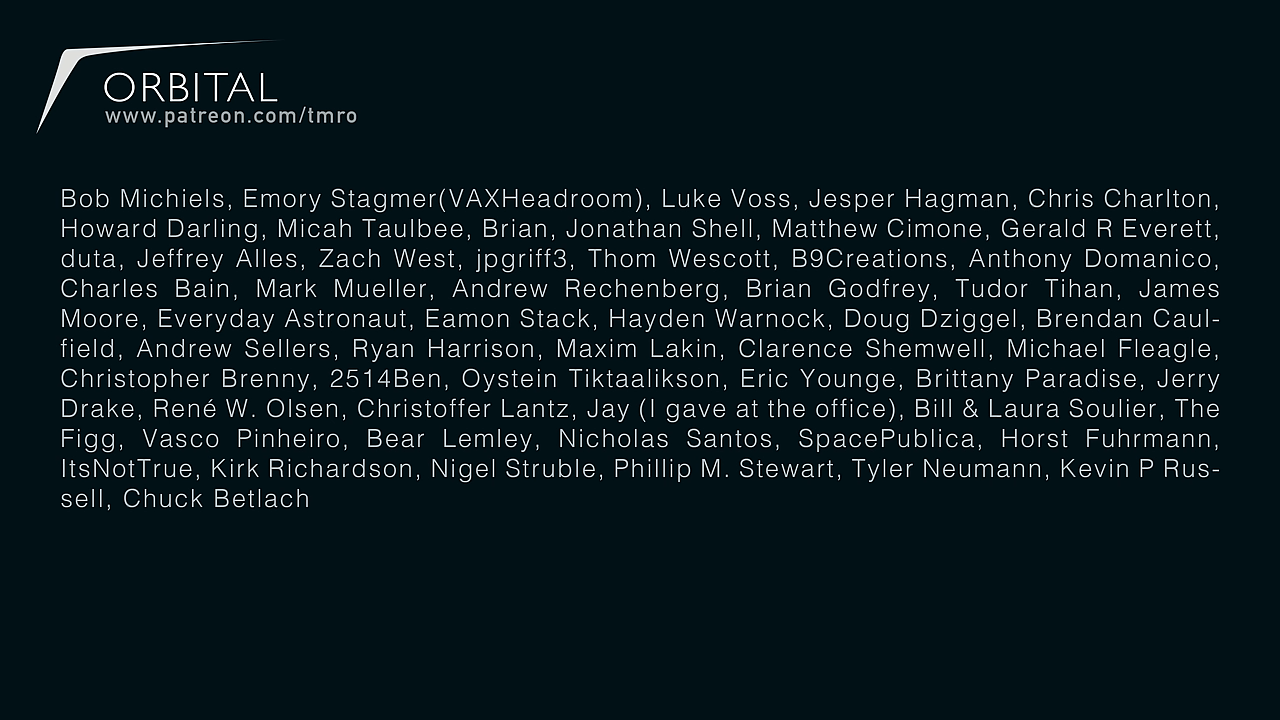 ORBITAL
www.patreon.com/tmro
Bob Michiels, Emory Stagmer(VAXHeadroom), Luke Voss, Jesper Hagman, Chris Charlton,
Howard Darling, Micah Taulbee, Brian, Jonathan Shell, Matthew Cimone, Gerald R Everett,
duta, Jeffrey Alles, Zach West, jpgriff3, Thom Wescott, B9Creations, Anthony Domanico,
Charles Bain, Mark Mueller, Andrew Rechenberg, Brian Godfrey, Tudor Tihan, James
Moore, Everyday Astronaut, Eamon Stack, Hayden Warnock, Doug Dziggel, Brendan Caul-
field, Andrew Sellers, Ryan Harrison, Maxim Lakin, Clarence Shemwell, Michael Fleagle,
Christopher Brenny, 2514Ben, Oystein Tiktaalikson, Eric Younge, Brittany Paradise, Jerry
Drake, René W. Olsen, Christoffer Lantz, Jay (I gave at the office), Bill & Laura Soulier, The
Figg, Vasco Pinheiro, Bear Lemley, Nicholas Santos, SpacePublica, Horst Fuhrmann,
ItsNotTrue, Kirk Richardson, Nigel Struble, Phillip M. Stewart, Tyler Neumann, Kevin P Rus-
sell, Chuck Betlach